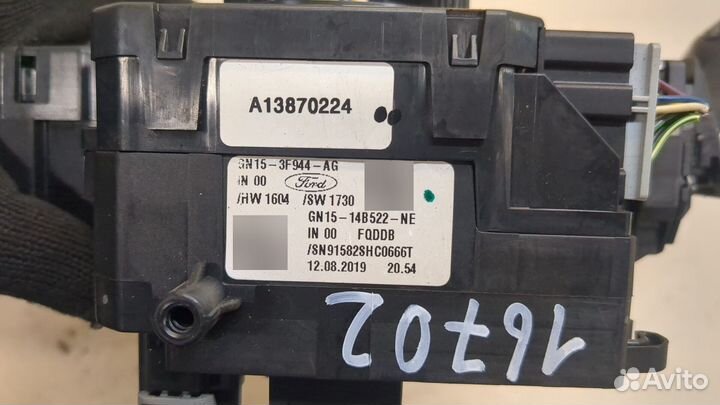 A13870224
GN15-3F944-AG
IN 00 Ford
/HW 1604 /SW 1730
GN15-14B522-NE
IN 00 FQDDB
/SN91582SHC0666T
12.08.2019 20.54
16702
Avito